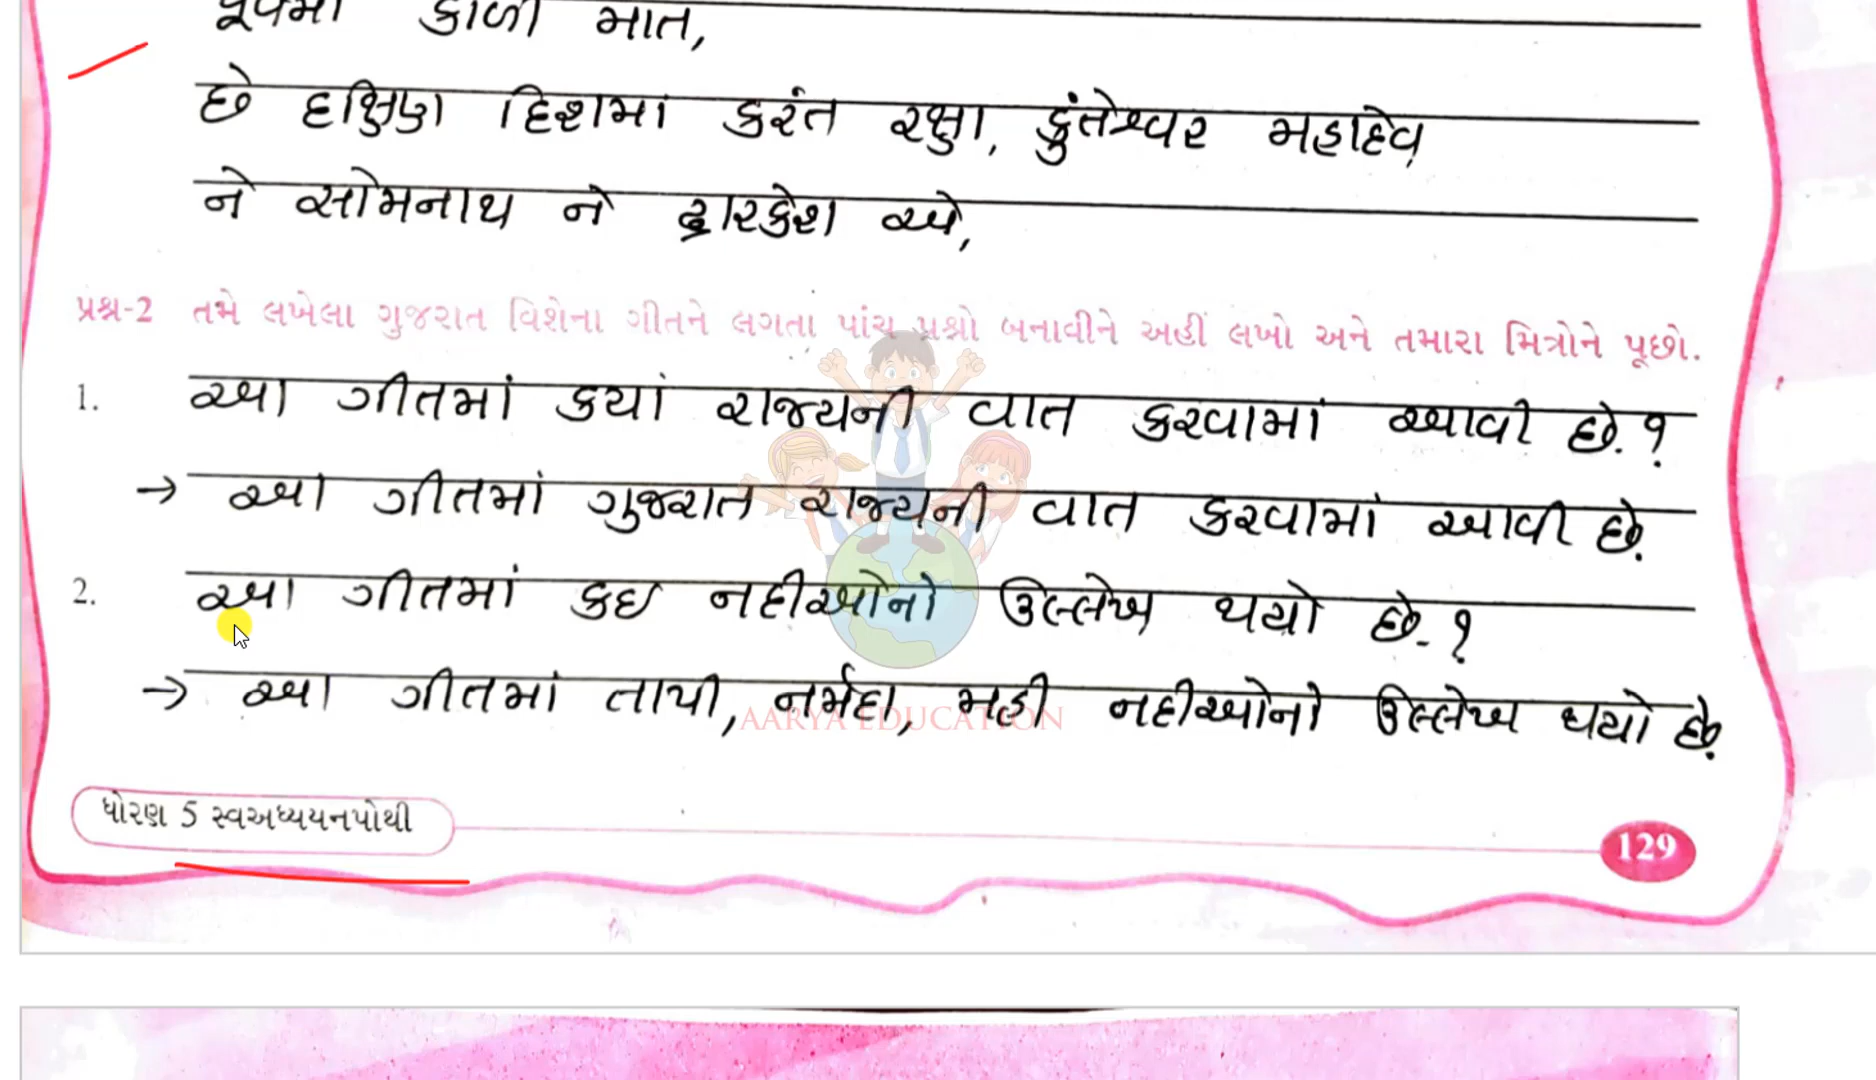 કાળી માત,
છે દક્ષિણ દિશમાં કરંત રક્ષા, કુંતેશ્વર મહાદેવ
ને સોમનાથ ને દ્વારકેશ એ,
પ્રશ્ન-2 તમે લખેલા ગુજરાત વિશેના ગીતને લગતા પાંચ પ્રશ્નો બનાવીને અહીં લખો અને તમારા મિત્રોને પૂછો.
1. આ ગીતમાં કયાં રાજ્યની વાત કરવામાં આવી છે.?
→ આ ગીતમાં ગુજરાત રાજ્યની વાત કરવામાં આવી છે.
2. આ ગીતમાં કઇ નદીઓનો ઉલ્લેખ થયો છે.?
→ આ ગીતમાં તાપી, નર્મદા, મહી નદીઓનો ઉલ્લેખ થયો છે.
AARYA EDUCATION
ધોરણ 5 સ્વઅધ્યયનપોથી
129